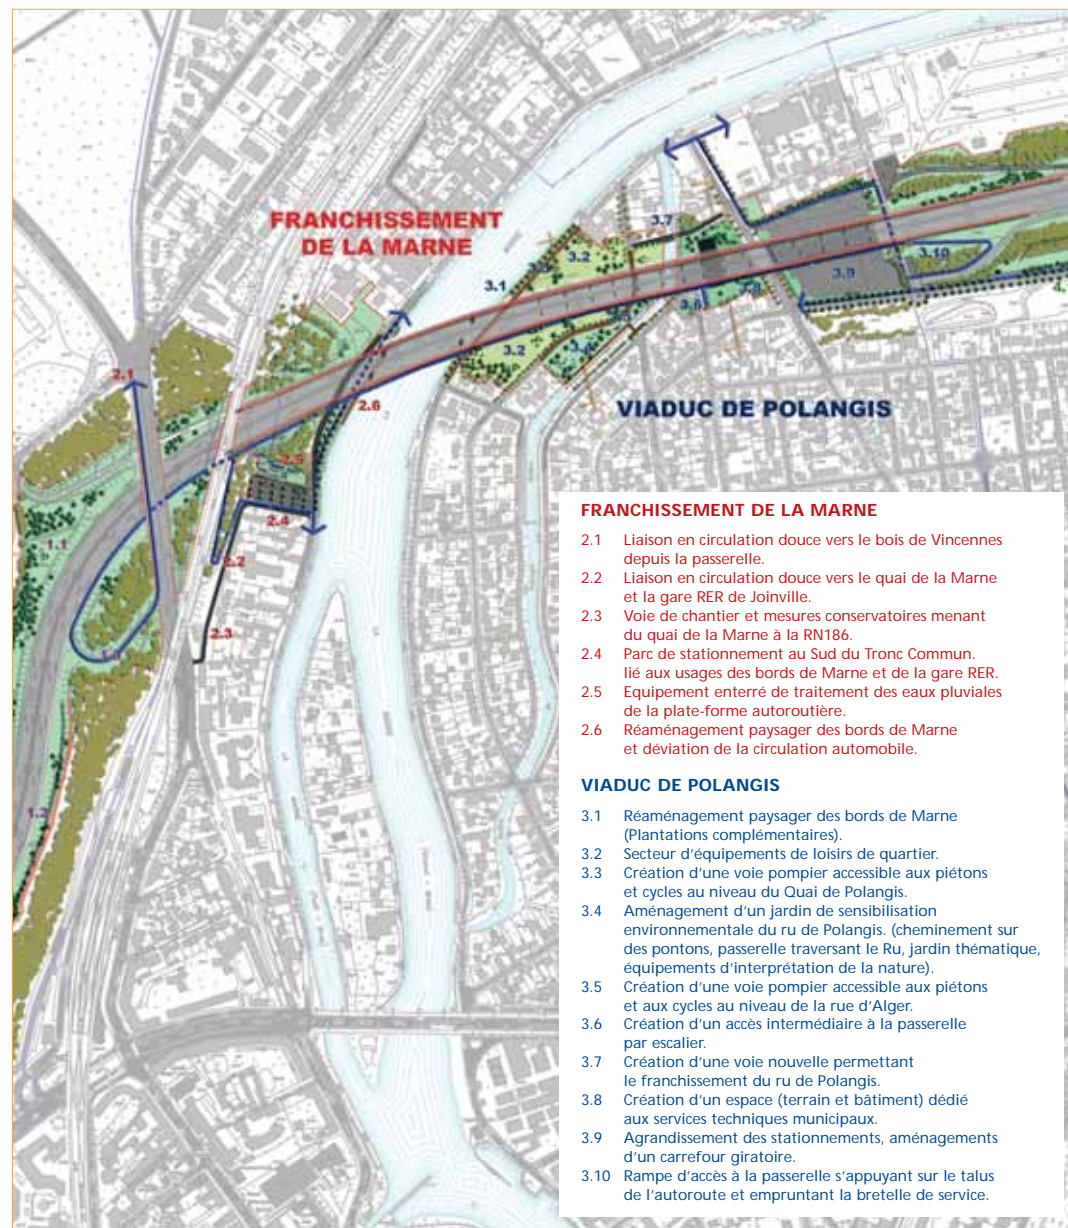 FRANCHISSEMENT
DE LA MARNE
3.7
3.2
3.1
3.10
3.9
3.8
3.6
3.2
2.1
2.6
VIADUC DE POLANGIS
2.5
2.4
1.1
2.2
2.3
1.2
FRANCHISSEMENT DE LA MARNE
2.1 Liaison en circulation douce vers le bois de Vincennes
depuis la passerelle.
2.2 Liaison en circulation douce vers le quai de la Marne
et la gare RER de Joinville.
2.3 Voie de chantier et mesures conservatoires menant
du quai de la Marne à la RN186.
2.4 Parc de stationnement au Sud du Tronc Commun.
lié aux usages des bords de Marne et de la gare RER.
2.5 Equipement enterré de traitement des eaux pluviales
de la plate-forme autoroutière.
2.6 Réaménagement paysager des bords de Marne
et déviation de la circulation automobile.
VIADUC DE POLANGIS
3.1 Réaménagement paysager des bords de Marne
(Plantations complémentaires).
3.2 Secteur d'équipements de loisirs de quartier.
3.3 Création d'une voie pompier accessible aux piétons
et cycles au niveau du Quai de Polangis.
3.4 Aménagement d'un jardin de sensibilisation
environnementale du ru de Polangis. (cheminement sur
des pontons, passerelle traversant le Ru, jardin thématique,
équipements d'interprétation de la nature).
3.5 Création d'une voie pompier accessible aux piétons
et aux cycles au niveau de la rue d'Alger.
3.6 Création d'un accès intermédiaire à la passerelle
par escalier.
3.7 Création d'une voie nouvelle permettant
le franchissement du ru de Polangis.
3.8 Création d'un espace (terrain et bâtiment) dédié
aux services techniques municipaux.
3.9 Agrandissement des stationnements, aménagements
d'un carrefour giratoire.
3.10 Rampe d'accès à la passerelle s'appuyant sur le talus
de l'autoroute et empruntant la bretelle de service.